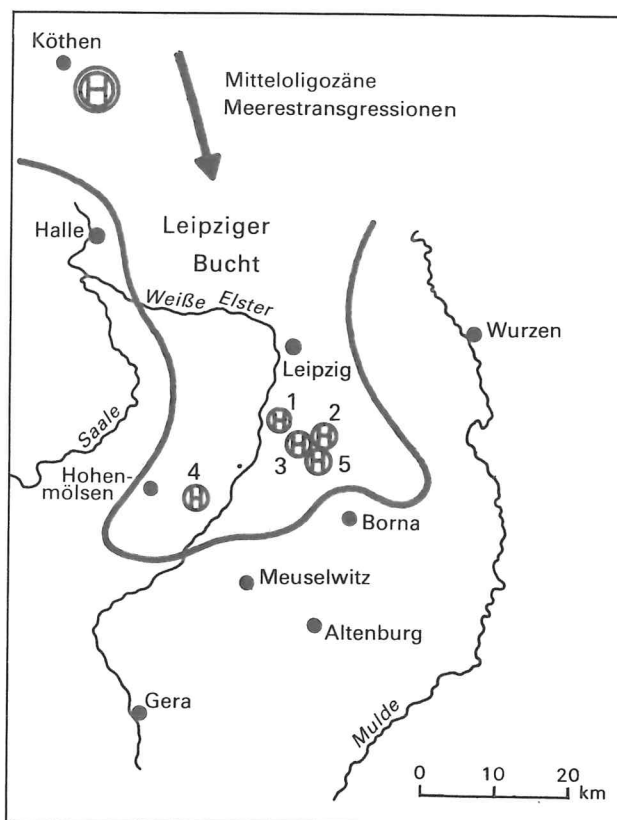 Köthen
H
Mitteloligozäne
Meerestransgressionen
Halle
Leipziger
Bucht
Weiße Elster
Wurzen
Leipzig
Saale
1
2
H
H
H
3
H
5
Hohen-
mölsen
4
H
Borna
Meuselwitz
Altenburg
Gera
Mulde
0 10 20
km